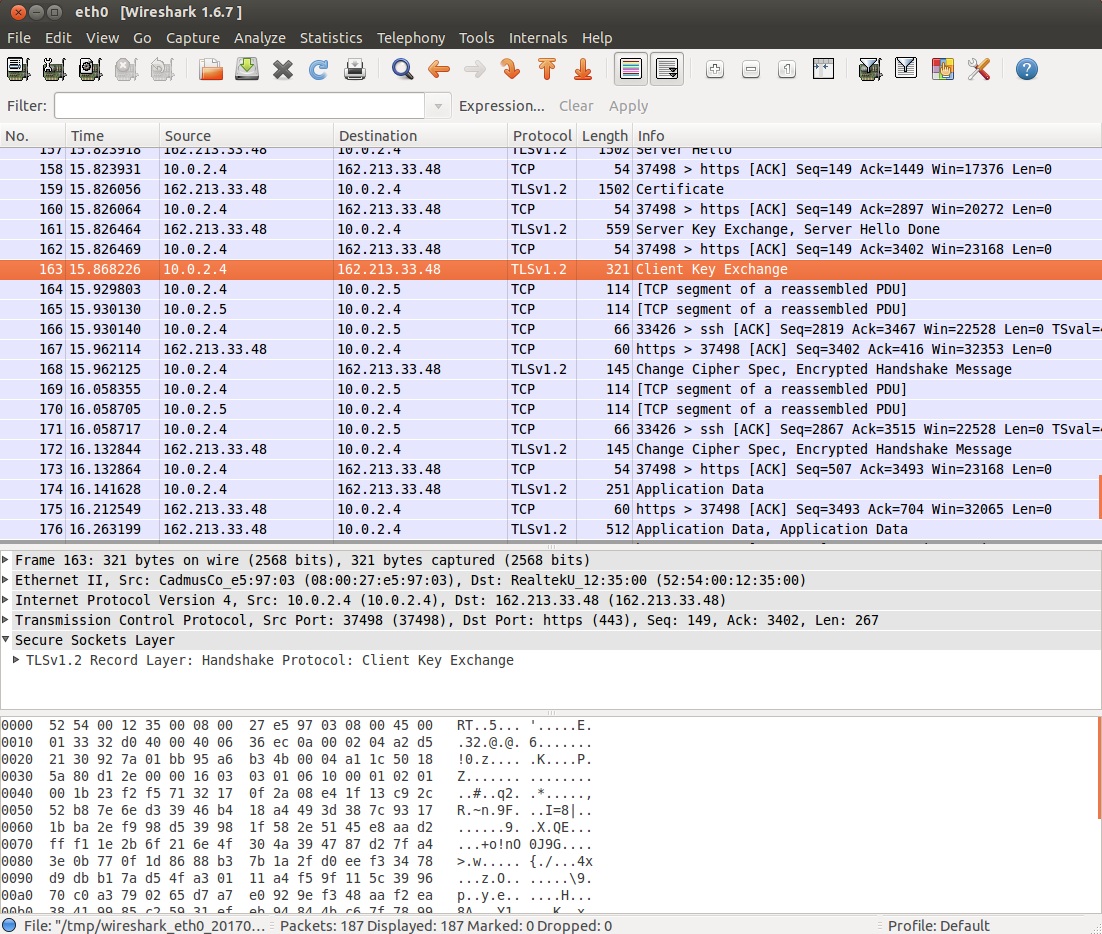 eth0 [Wireshark 1.6.7 ]
File Edit View Go Capture Analyze Statistics Telephony Tools Internals Help
Filter: Expression... Clear Apply
No. Time Source Destination Protocol Length Info
157 15.823918 162.213.33.48 10.0.2.4 TLSv1.2 1502 Server Hello
158 15.823931 10.0.2.4 162.213.33.48 TCP 54 37498 > https [ACK] Seq=149 Ack=1449 Win=17376 Len=0
159 15.826056 162.213.33.48 10.0.2.4 TLSv1.2 1502 Certificate
160 15.826064 10.0.2.4 162.213.33.48 TCP 54 37498 > https [ACK] Seq=149 Ack=2897 Win=20272 Len=0
161 15.826464 162.213.33.48 10.0.2.4 TLSv1.2 559 Server Key Exchange, Server Hello Done
162 15.826469 10.0.2.4 162.213.33.48 TCP 54 37498 > https [ACK] Seq=149 Ack=3402 Win=23168 Len=0
163 15.868226 10.0.2.4 162.213.33.48 TLSv1.2 321 Client Key Exchange
164 15.929803 10.0.2.4 10.0.2.5 TCP 114 [TCP segment of a reassembled PDU]
165 15.930130 10.0.2.5 10.0.2.4 TCP 114 [TCP segment of a reassembled PDU]
166 15.930140 10.0.2.4 10.0.2.5 TCP 66 33426 > ssh [ACK] Seq=2819 Ack=3467 Win=22528 Len=0 TSval=
167 15.962114 162.213.33.48 10.0.2.4 TCP 60 https > 37498 [ACK] Seq=3402 Ack=416 Win=32353 Len=0
168 15.962125 10.0.2.4 162.213.33.48 TLSv1.2 145 Change Cipher Spec, Encrypted Handshake Message
169 16.058355 10.0.2.4 10.0.2.5 TCP 114 [TCP segment of a reassembled PDU]
170 16.058705 10.0.2.5 10.0.2.4 TCP 114 [TCP segment of a reassembled PDU]
171 16.058717 10.0.2.4 10.0.2.5 TCP 66 33426 > ssh [ACK] Seq=2867 Ack=3515 Win=22528 Len=0 TSval=
172 16.132844 162.213.33.48 10.0.2.4 TLSv1.2 145 Change Cipher Spec, Encrypted Handshake Message
173 16.132864 10.0.2.4 162.213.33.48 TCP 54 37498 > https [ACK] Seq=507 Ack=3493 Win=23168 Len=0
174 16.141628 10.0.2.4 162.213.33.48 TLSv1.2 251 Application Data
175 16.212549 162.213.33.48 10.0.2.4 TCP 60 https > 37498 [ACK] Seq=3493 Ack=704 Win=32065 Len=0
176 16.263199 162.213.33.48 10.0.2.4 TLSv1.2 512 Application Data, Application Data
Frame 163: 321 bytes on wire (2568 bits), 321 bytes captured (2568 bits)
Ethernet II, Src: CadmusCo_e5:97:03 (08:00:27:e5:97:03), Dst: RealtekU_12:35:00 (52:54:00:12:35:00)
Internet Protocol Version 4, Src: 10.0.2.4 (10.0.2.4), Dst: 162.213.33.48 (162.213.33.48)
Transmission Control Protocol, Src Port: 37498 (37498), Dst Port: https (443), Seq: 149, Ack: 3402, Len: 267
Secure Sockets Layer
TLSv1.2 Record Layer: Handshake Protocol: Client Key Exchange
0000 52 54 00 12 35 00 08 00 27 e5 97 03 08 00 45 00 RT..5... '.....E.
0010 01 33 32 d0 40 00 40 06 36 ec 0a 00 02 04 a2 d5 .32.@.@. 6.......
0020 21 30 92 7a 01 bb 95 a6 b3 4b 00 04 a1 1c 50 18 !0.z.... .K....P.
0030 5a 80 d1 2e 00 00 16 03 03 01 06 10 00 01 02 01 Z....... ........
0040 00 1b 23 f2 f5 71 32 17 0f 2a 08 e4 1f 13 c9 2c ..#..q2. .*.....,
0050 52 b8 7e 6e d3 39 46 b4 18 a4 49 3d 38 7c 93 17 R.~n.9F. ..I=8|..
0060 1b ba 2e f9 98 d5 39 98 1f 58 2e 51 45 e8 aa d2 ......9. .X.QE...
0070 ff f1 1e 2b 6f 21 6e 4f 30 4a 39 47 87 d2 7f a4 ...+o!nO 0J9G....
0080 3e 0b 77 0f 1d 86 88 b3 7b 1a 2f d0 ee f3 34 78 >.w..... {./...4x
0090 d9 db b1 7a d5 4f a3 01 11 a4 f5 9f 11 5c 39 96 ...z.O.. .....\9.
00a0 70 c0 a3 79 02 65 d7 a7 e0 92 9e f3 48 aa f2 ea p..y.e.. ....H...
00b0 38 41 99 85 c2 59 31 ef eb 94 84 4b c6 7f 78 99 8A...Y1. ...K..x.
File: "/tmp/wireshark_eth0_20170... Packets: 187 Displayed: 187 Marked: 0 Dropped: 0 Profile: Default